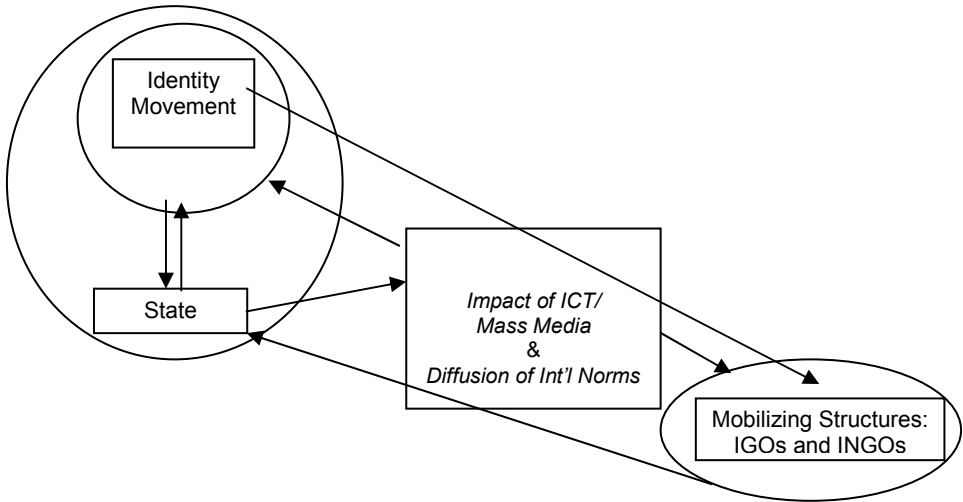 Identity
Movement
State
Impact of ICT/
Mass Media
&
Diffusion of Int'l Norms
Mobilizing Structures:
IGOs and INGOs